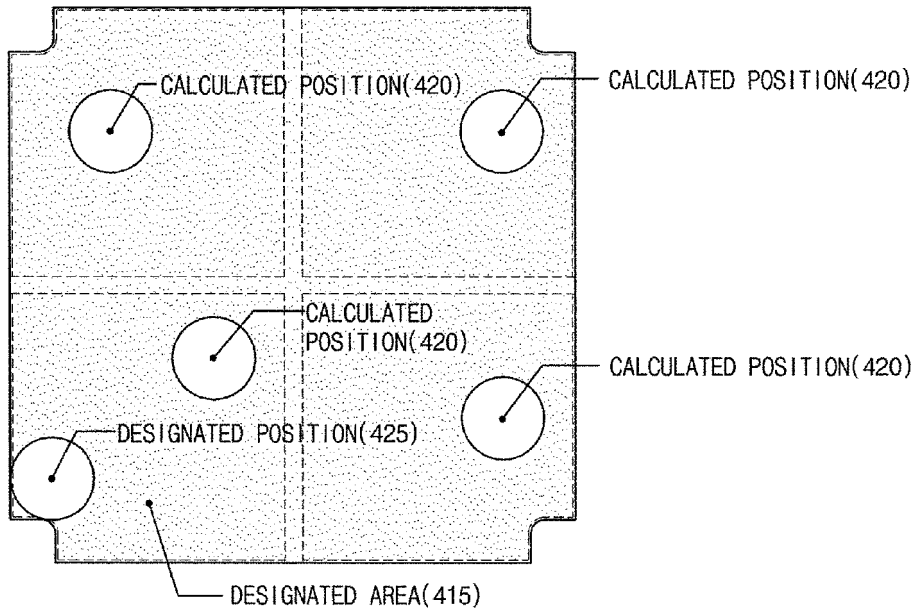 CALCULATED POSITION(420)
CALCULATED POSITION(420)
CALCULATED
POSITION(420)
CALCULATED POSITION(420)
DESIGNATED POSITION(425)
DESIGNATED AREA(415)